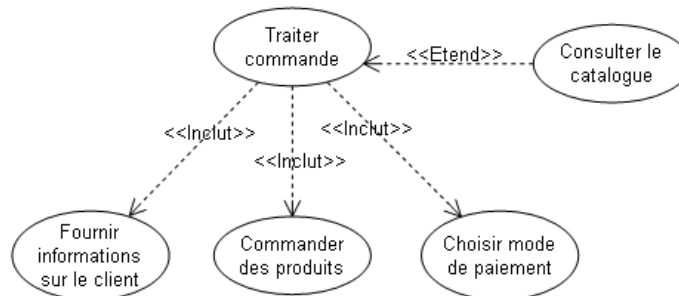 Traiter
commande
<<Etend>>
Consulter le
catalogue
<<Inclut>>
<<Inclut>>
<<Inclut>>
Fournir
informations
sur le client
Commander
des produits
Choisir mode
de paiement